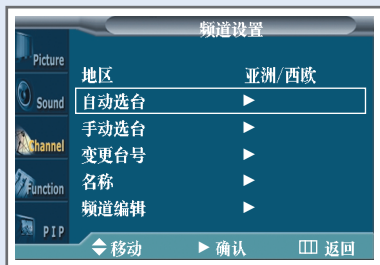 频道设置
Picture
Sound
Channel
Function
PIP
地区 亚洲/西欧
自动选台 ▶
手动选台 ▶
变更台号 ▶
名称 ▶
频道编辑 ▶
移动 ▶ 确认 返回